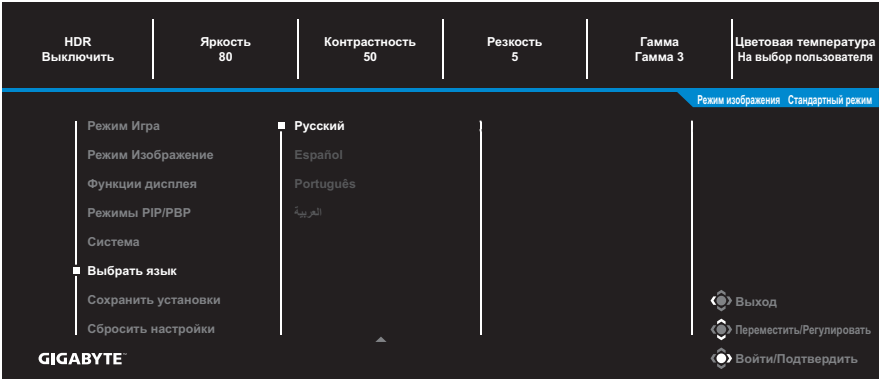 HDR
Выключить
Яркость
80
Контрастность
50
Резкость
5
Гамма
Гамма 3
Цветовая температура
На выбор пользователя
Режим изображения Стандартный режим
Режим Игра
Режим Изображение
Функции дисплея
Режимы PIP/PBP
Система
Выбрать язык
Сохранить установки
Сбросить настройки
Русский
Español
Português
العربية
Выход
Переместить/Регулировать
Войти/Подтвердить
GIGABYTE™